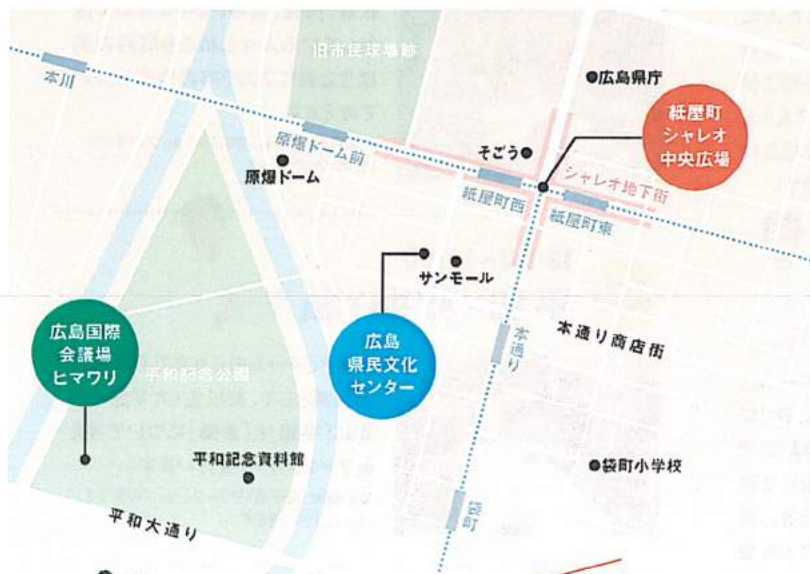 旧市民球場跡
本川
広島県庁
紙屋町
シャレオ
中央広場
原爆ドーム前
そごう
原爆ドーム
シャレオ地下街
紙屋町西
紙屋町東
サンモール
広島国際
会議場
ヒマワリ
広島
県民文化
センター
本通り
本通り商店街
平和記念公園
平和記念資料館
袋町小学校
平和大通り
袋町